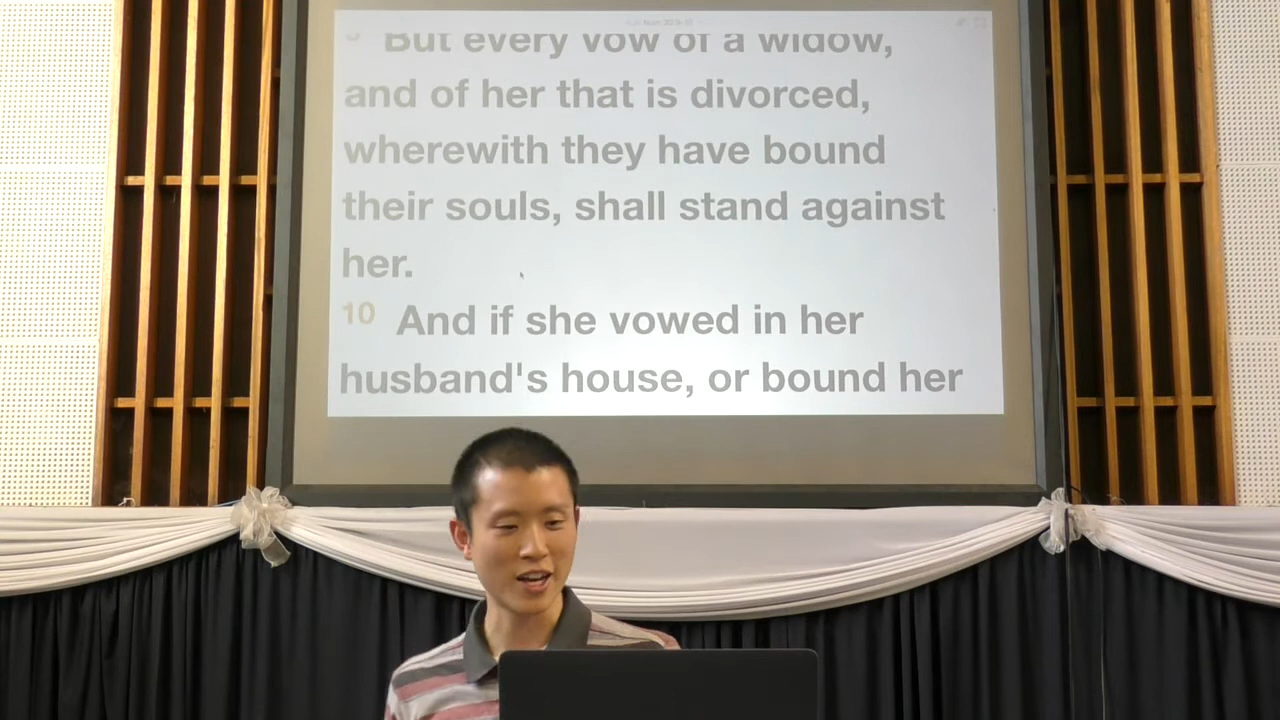 But every vow of a widow,
and of her that is divorced,
wherewith they have bound
their souls, shall stand against
her.
10 And if she vowed in her
husband's house, or bound her